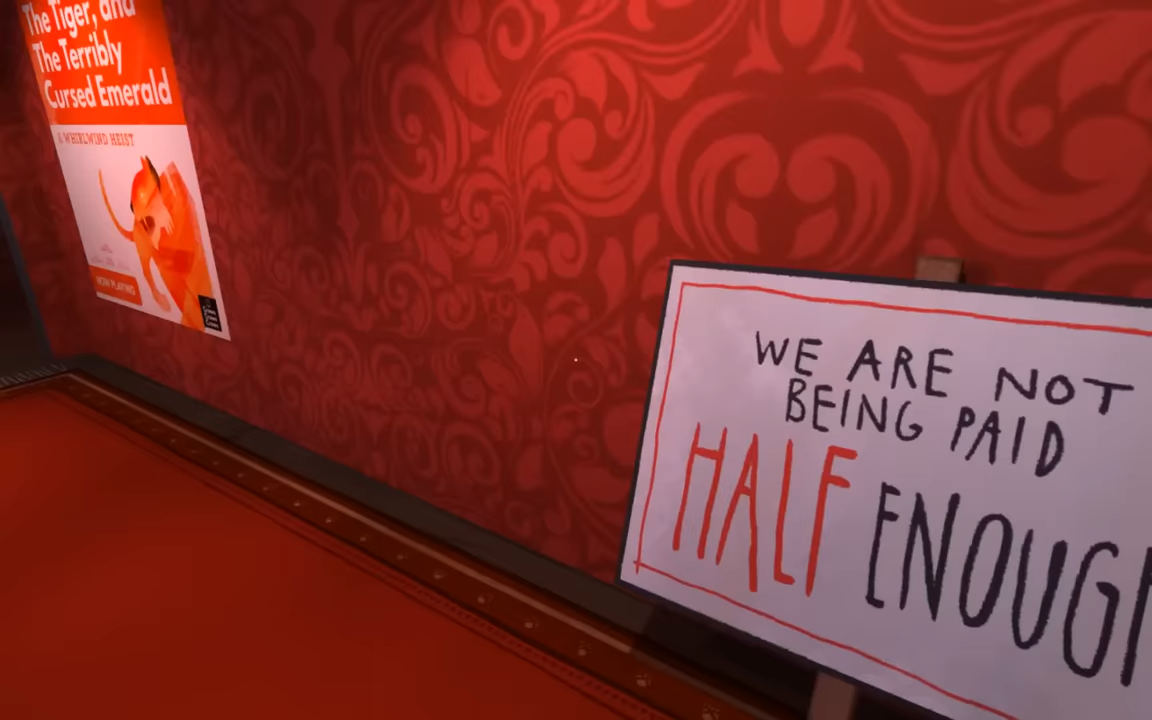 The Tiger, and
The Terribly
Cursed Emerald
A WHIRLWIND HEIST
NOW PLAYING
WE ARE NOT
BEING PAID
HALF ENOUGH